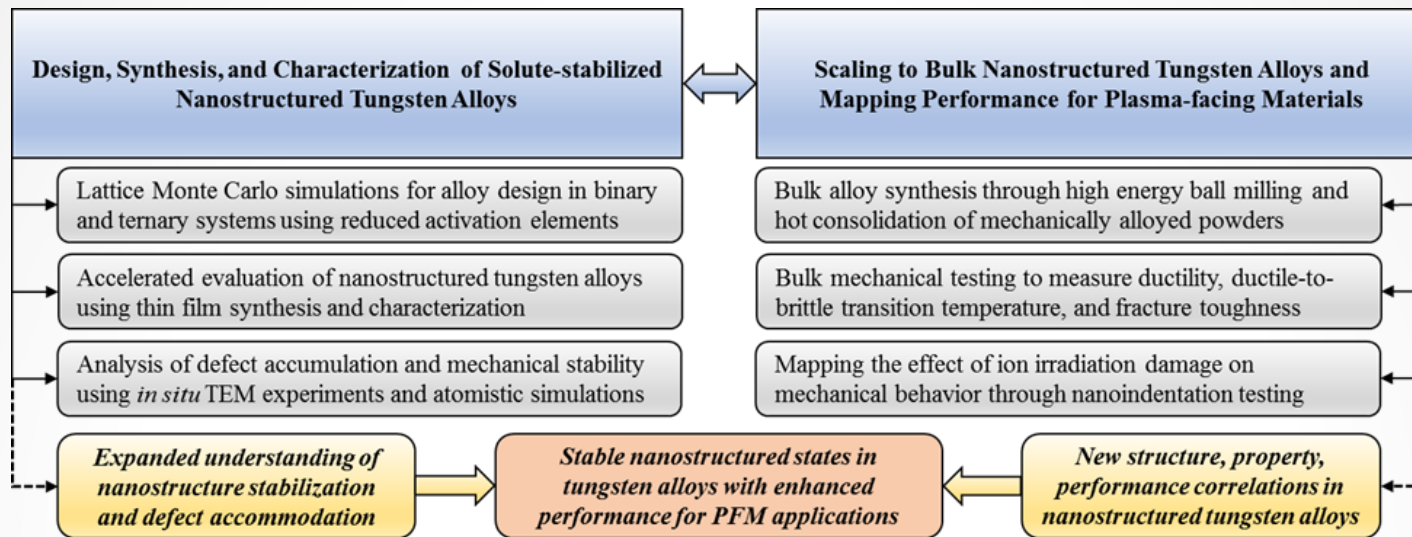 Design, Synthesis, and Characterization of Solute-stabilized
Nanostructured Tungsten Alloys
Lattice Monte Carlo simulations for alloy design in binary
and ternary systems using reduced activation elements
Accelerated evaluation of nanostructured tungsten alloys
using thin film synthesis and characterization
Analysis of defect accumulation and mechanical stability
using in situ TEM experiments and atomistic simulations
Scaling to Bulk Nanostructured Tungsten Alloys and
Mapping Performance for Plasma-facing Materials
Bulk alloy synthesis through high energy ball milling and
hot consolidation of mechanically alloyed powders
Bulk mechanical testing to measure ductility, ductile-to-
brittle transition temperature, and fracture toughness
Mapping the effect of ion irradiation damage on
mechanical behavior through nanoindentation testing
Expanded understanding of
nanostructure stabilization
and defect accommodation
Stable nanostructured states in
tungsten alloys with enhanced
performance for PFM applications
New structure, property,
performance correlations in
nanostructured tungsten alloys